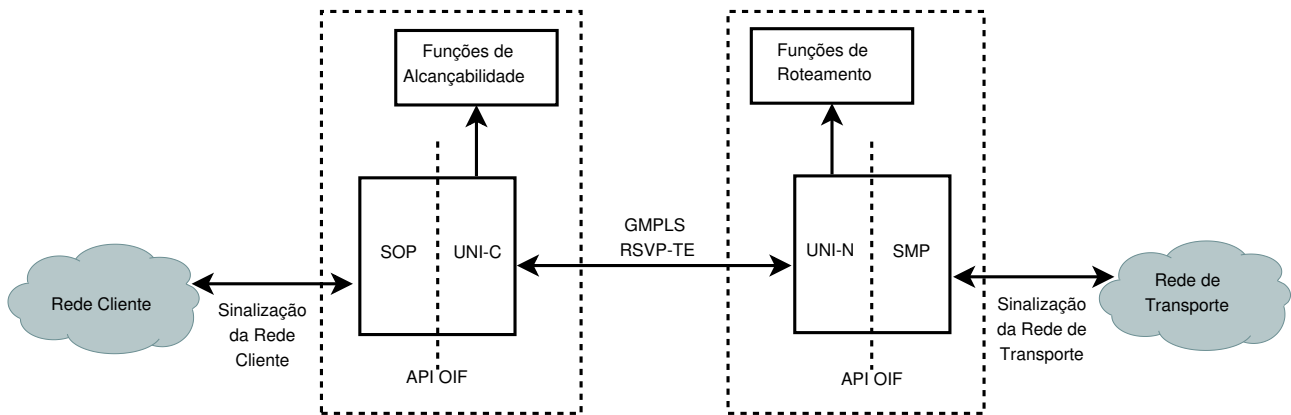 Funções de
Alcançabilidade
Funções de
Roteamento
SOP
UNI-C
GMPLS
RSVP-TE
UNI-N
SMP
Rede Cliente
Sinalização
da Rede
Cliente
Sinalização
da Rede de
Transporte
Rede de
Transporte
API OIF
API OIF